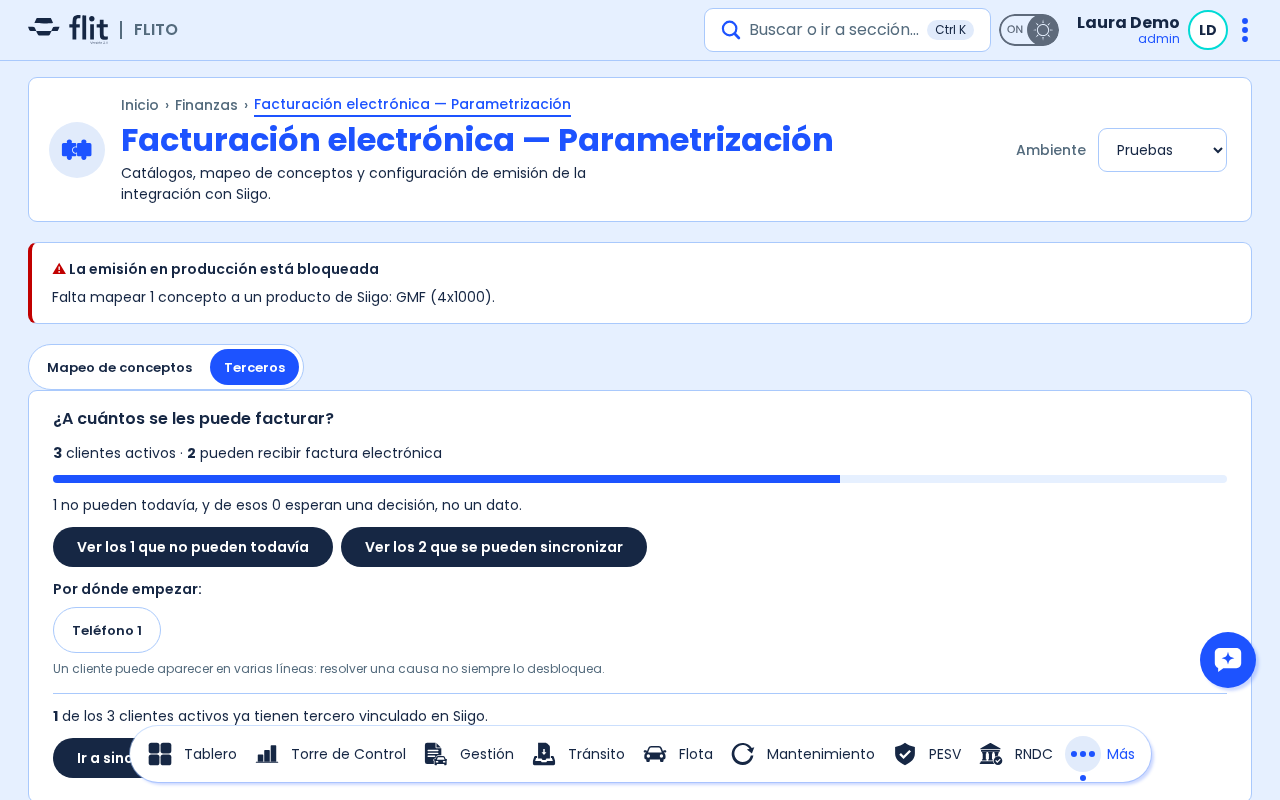 flit | FLITO
Buscar o ir a sección... Ctrl K
ON
Laura Demo
admin
LD
Inicio › Finanzas › Facturación electrónica — Parametrización
Facturación electrónica — Parametrización
Catálogos, mapeo de conceptos y configuración de emisión de la
integración con Siigo.
Ambiente Pruebas
⚠ La emisión en producción está bloqueada
Falta mapear 1 concepto a un producto de Siigo: GMF (4x1000).
Mapeo de conceptos Terceros
¿A cuántos se les puede facturar?
3 clientes activos · 2 pueden recibir factura electrónica
1 no pueden todavía, y de esos 0 esperan una decisión, no un dato.
Ver los 1 que no pueden todavía Ver los 2 que se pueden sincronizar
Por dónde empezar:
Teléfono 1
Un cliente puede aparecer en varias líneas: resolver una causa no siempre lo desbloquea.
1 de los 3 clientes activos ya tienen tercero vinculado en Siigo.
Ir a sinc
Tablero Torre de Control Gestión Tránsito Flota Mantenimiento PESV RNDC Más